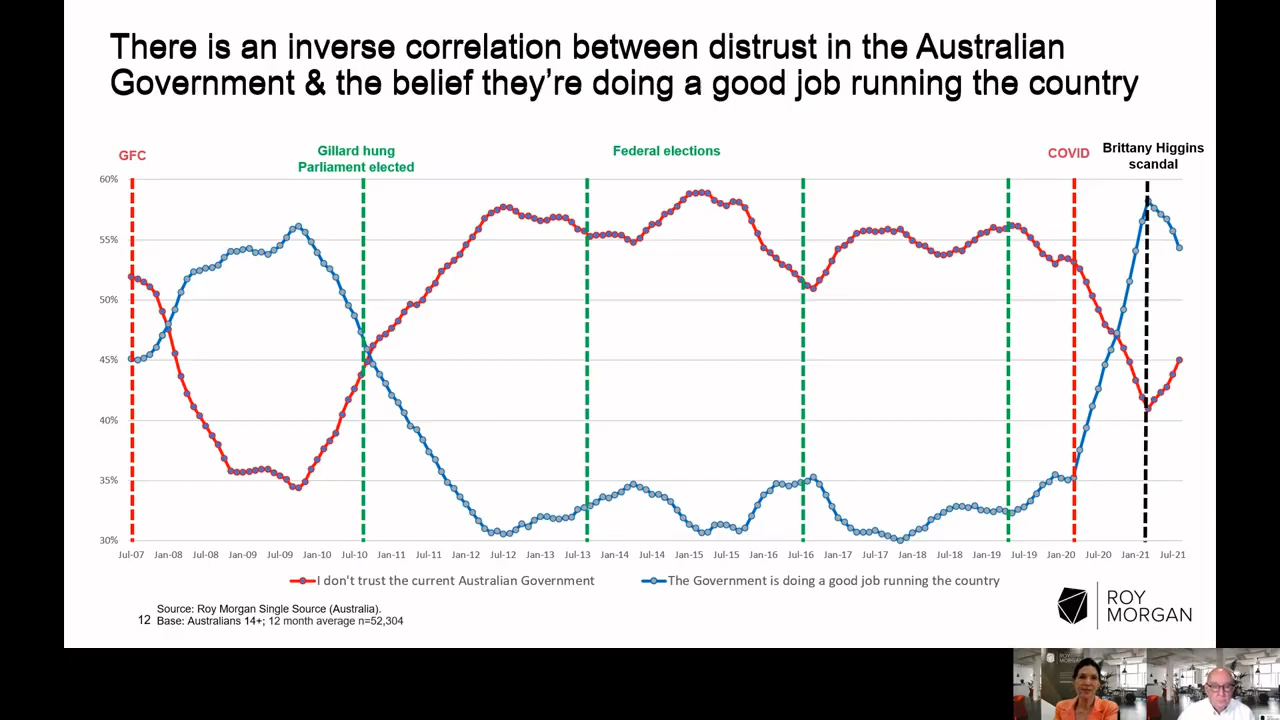 There is an inverse correlation between distrust in the Australian
Government & the belief they're doing a good job running the country
GFC
Gillard hung
Parliament elected
Federal elections
COVID
Brittany Higgins
scandal
60%
55%
50%
45%
40%
35%
30%
Jul-07 Jan-08 Jul-08 Jan-09 Jul-09 Jan-10 Jul-10 Jan-11 Jul-11 Jan-12 Jul-12 Jan-13 Jul-13 Jan-14 Jul-14 Jan-15 Jul-15 Jan-16 Jul-16 Jan-17 Jul-17 Jan-18 Jul-18 Jan-19 Jul-19 Jan-20 Jul-20 Jan-21 Jul-21
I don't trust the current Australian Government
The Government is doing a good job running the country
12
Source: Roy Morgan Single Source (Australia).
Base: Australians 14+; 12 month average n=52,304
ROY
MORGAN